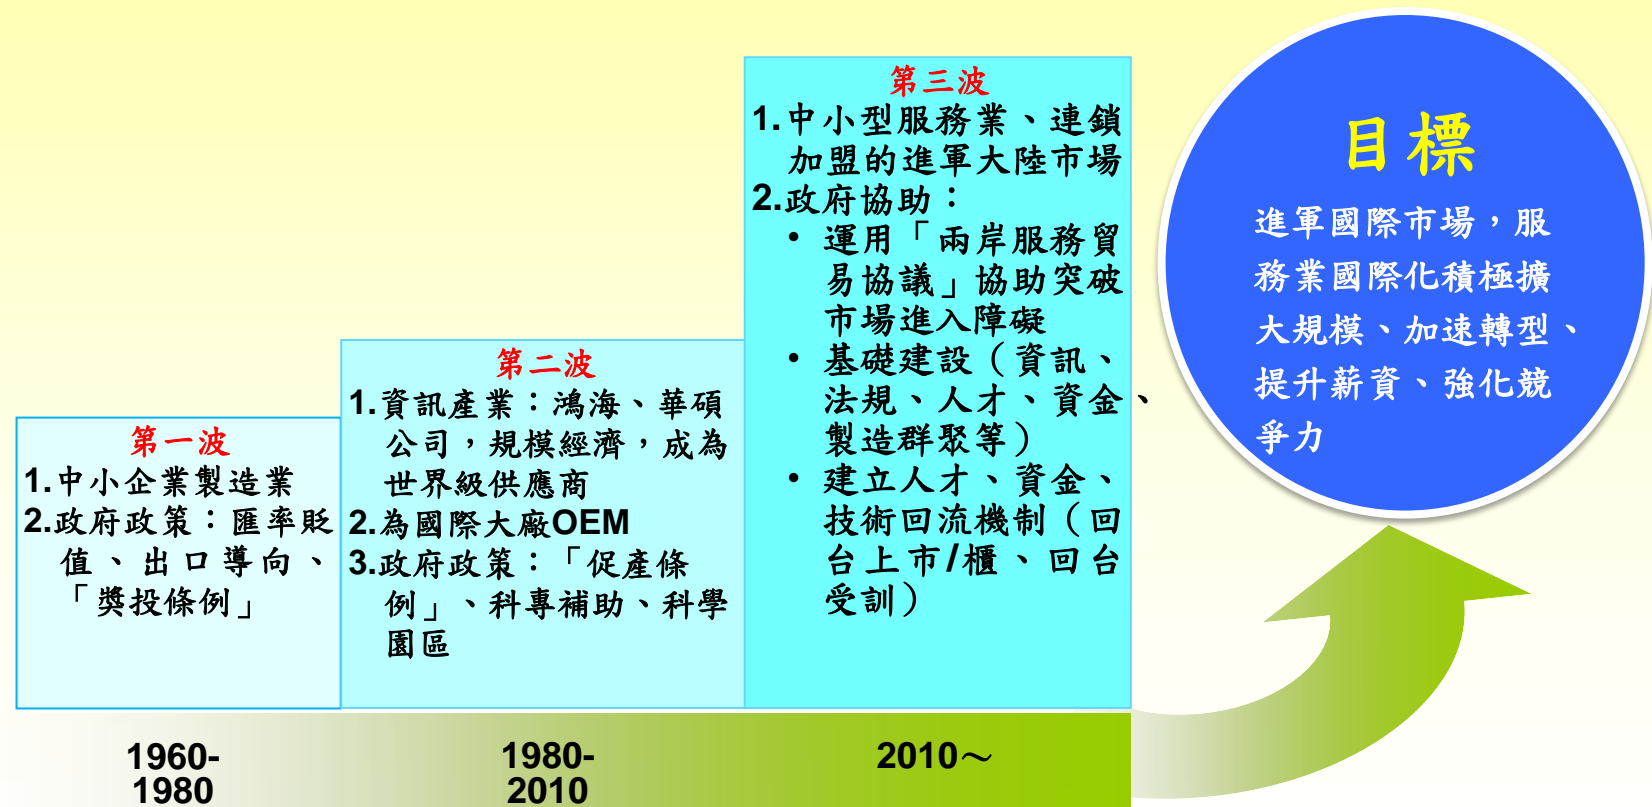 第一波
1.中小企業製造業
2.政府政策：匯率貶
值、出口導向、
「獎投條例」
1960-
1980
第二波
1.資訊產業：鴻海、華碩
公司，規模經濟，成為
世界級供應商
2.為國際大廠OEM
3.政府政策：「促產條
例」、科專補助、科學
園區
1980-
2010
第三波
1.中小型服務業、連鎖
加盟的進軍大陸市場
2.政府協助：
• 運用「兩岸服務貿
易協議」協助突破
市場進入障礙
• 基礎建設（資訊、
法規、人才、資金、
製造群聚等）
• 建立人才、資金、
技術回流機制（回
台上市/櫃、回台
受訓）
2010～
目標
進軍國際市場，服
務業國際化積極擴
大規模、加速轉型、
提升薪資、強化競
爭力